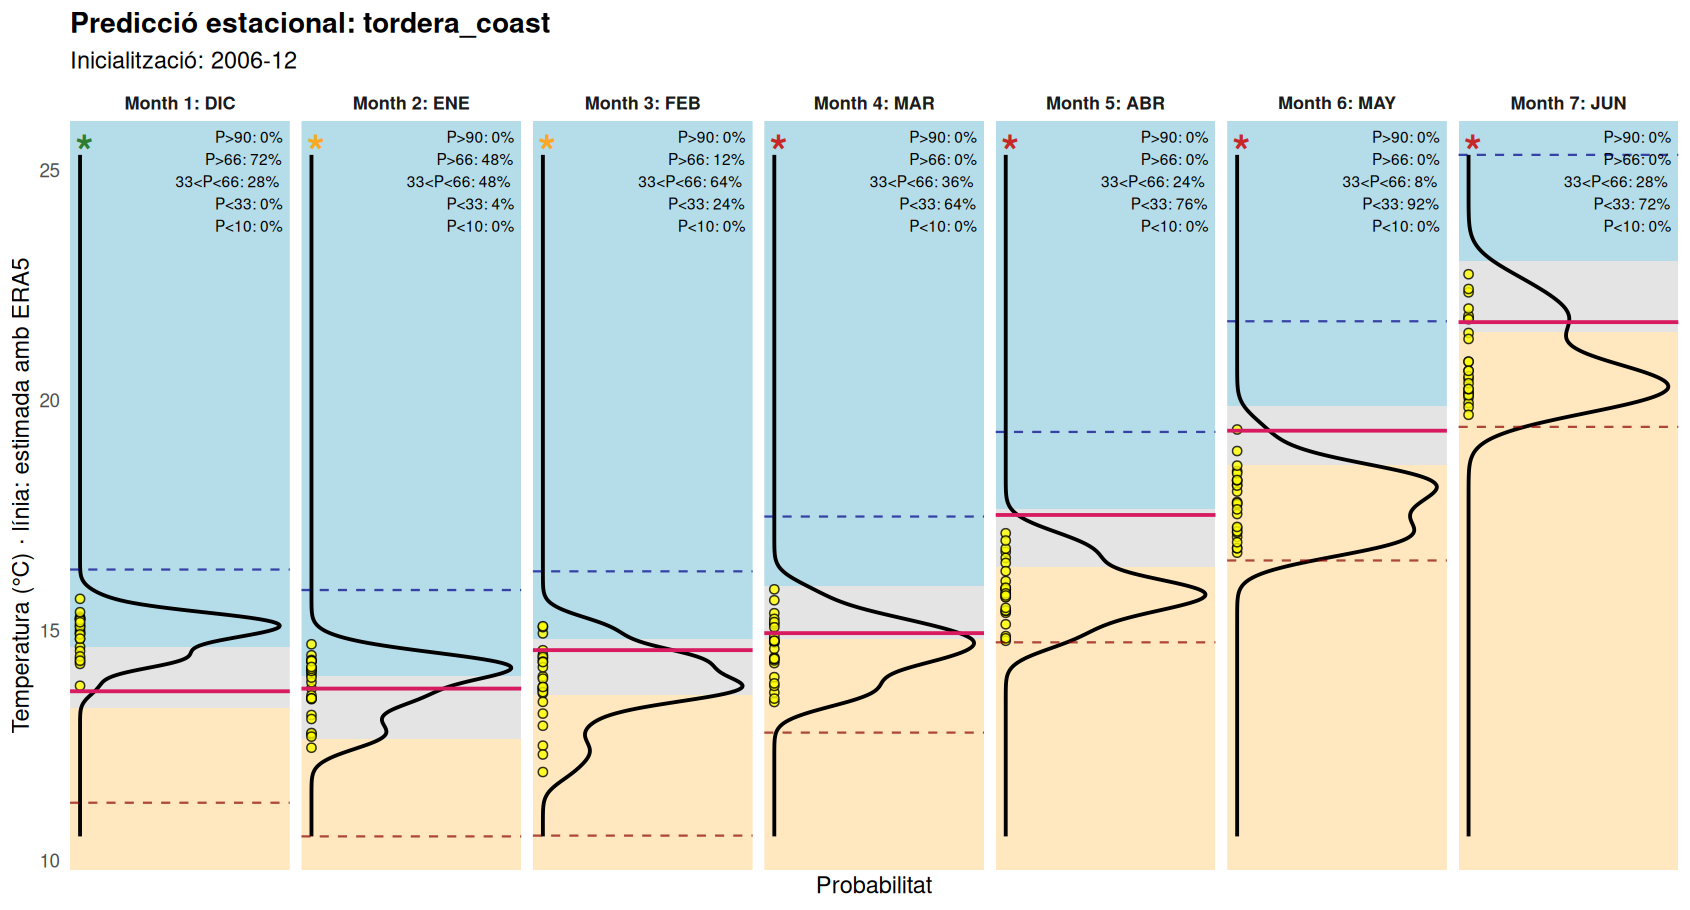 Predicció estacional: tordera_coast
Inicialització: 2006-12
Month 1: DIC
Month 2: ENE
Month 3: FEB
Month 4: MAR
Month 5: ABR
Month 6: MAY
Month 7: JUN
*
P>90: 0%
P>66: 72%
33<P<66: 28%
P<33: 0%
P<10: 0%
*
P>90: 0%
P>66: 48%
33<P<66: 48%
P<33: 4%
P<10: 0%
*
P>90: 0%
P>66: 12%
33<P<66: 64%
P<33: 24%
P<10: 0%
*
P>90: 0%
P>66: 0%
33<P<66: 36%
P<33: 64%
P<10: 0%
*
P>90: 0%
P>66: 0%
33<P<66: 24%
P<33: 76%
P<10: 0%
*
P>90: 0%
P>66: 0%
33<P<66: 8%
P<33: 92%
P<10: 0%
*
P>90: 0%
P>66: 0%
33<P<66: 28%
P<33: 72%
P<10: 0%
25
20
15
10
Temperatura (°C) · línia: estimada amb ERA5
Probabilitat